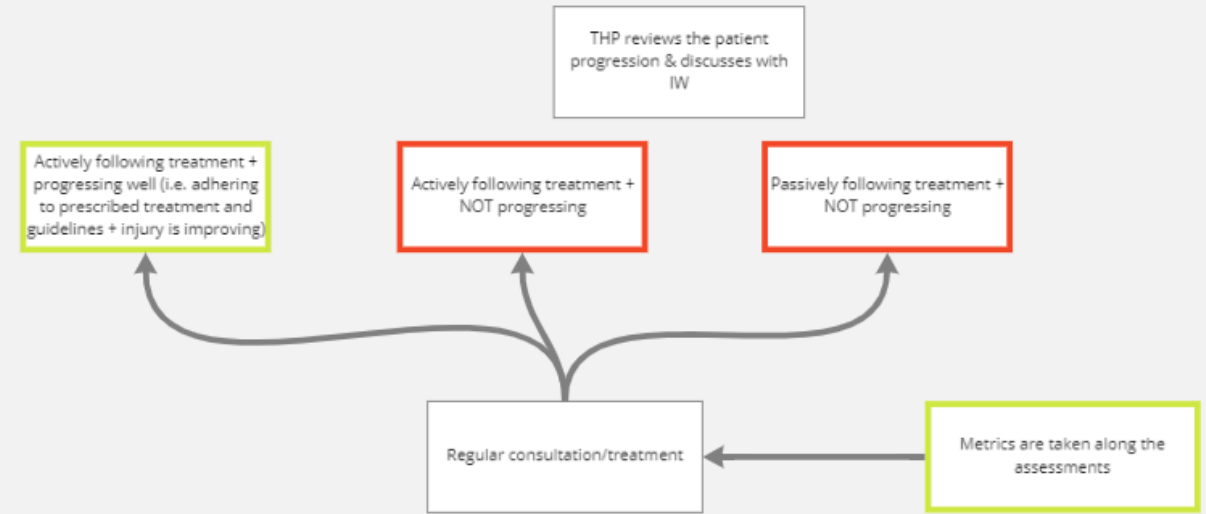 THP reviews the patient
progression & discusses with
IW
Actively following treatment +
progressing well (i.e. adhering
to prescribed treatment and
guidelines + injury is improving)
Actively following treatment +
NOT progressing
Passively following treatment +
NOT progressing
Regular consultation/treatment
Metrics are taken along the
assessments